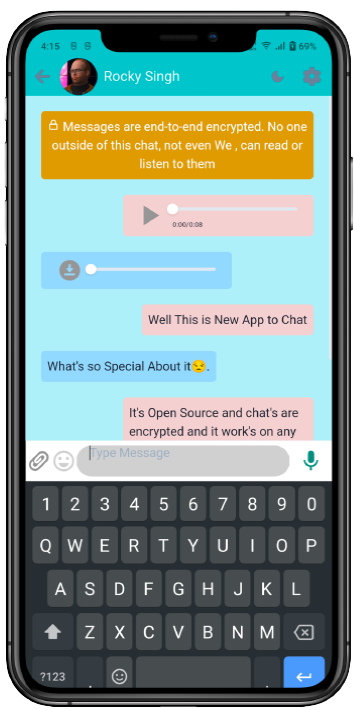 4:15
69%
Rocky Singh
Messages are end-to-end encrypted. No one
outside of this chat, not even We , can read or
listen to them
0:00/0:08
Well This is New App to Chat
What's so Special About it😒.
It's Open Source and chat's are
encrypted and it work's on any
Type Message
1 2 3 4 5 6 7 8 9 0
Q W E R T Y U I O P
A S D F G H J K L
Z X C V B N M
?123 , .